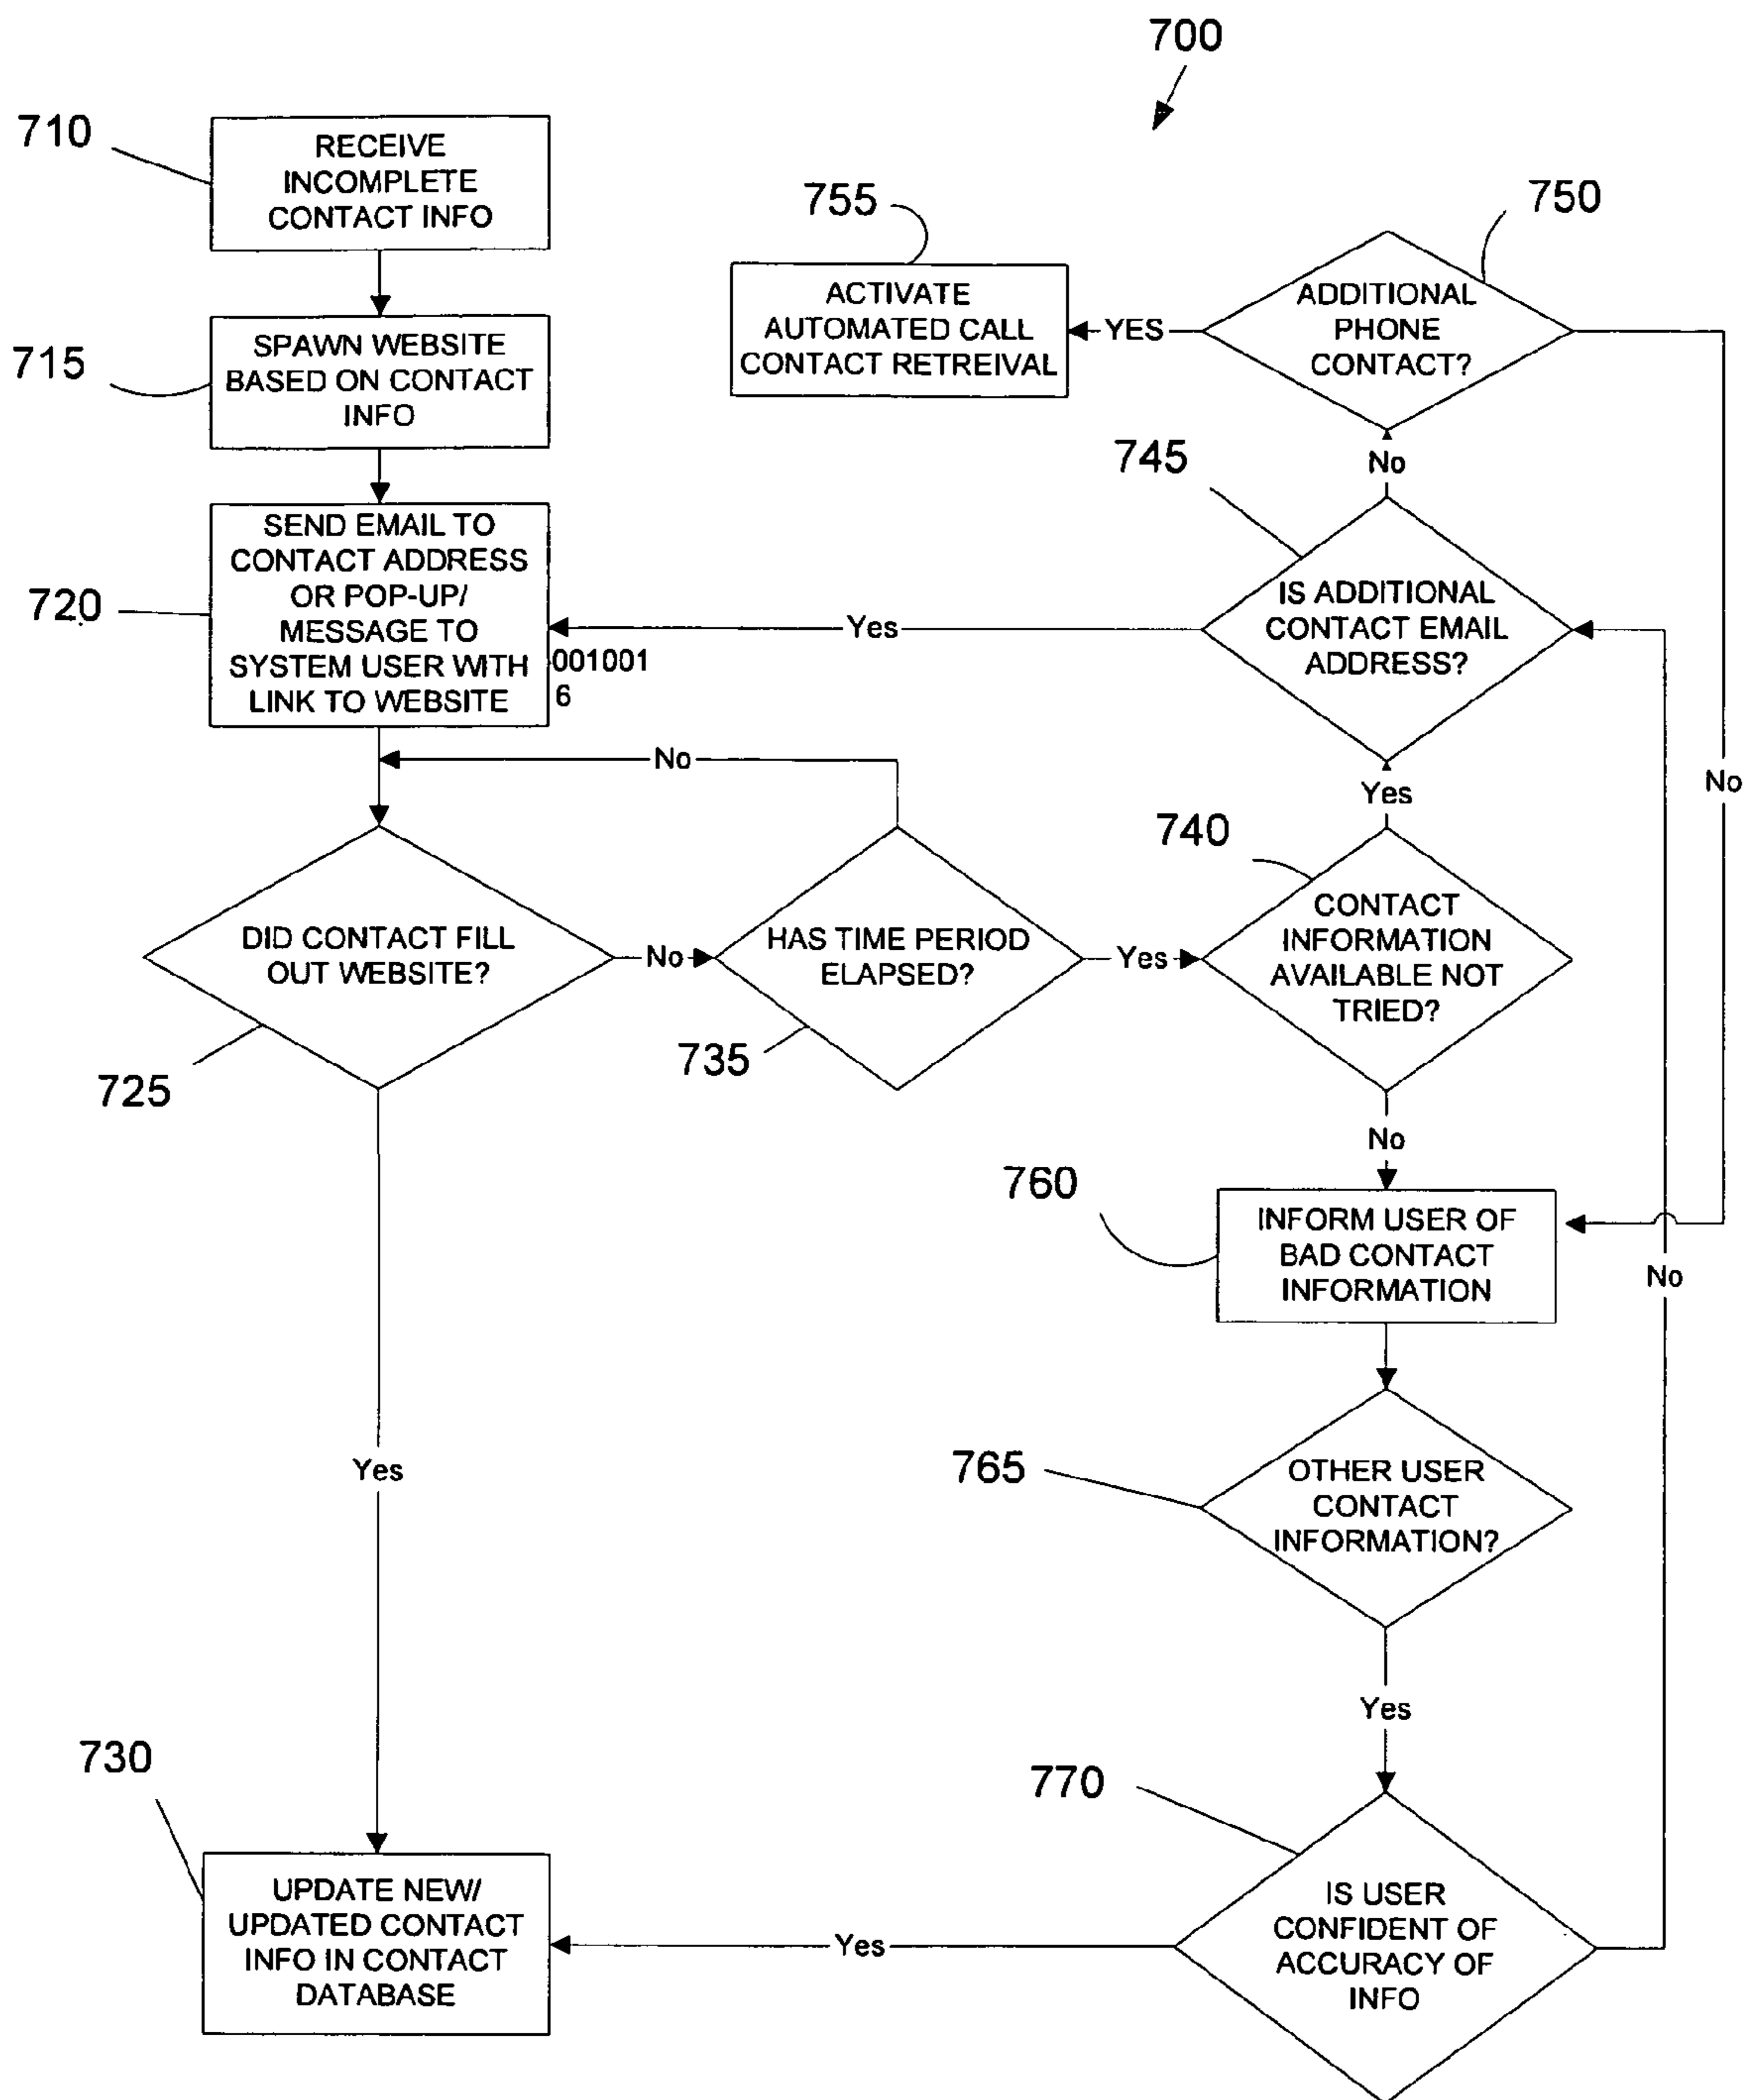 700
710
RECEIVE
INCOMPLETE
CONTACT INFO
715
SPAWN WEBSITE
BASED ON CONTACT
INFO
720
SEND EMAIL TO
CONTACT ADDRESS
OR POP-UP/
MESSAGE TO
SYSTEM USER WITH
LINK TO WEBSITE
001001
6
755
ACTIVATE
AUTOMATED CALL
CONTACT RETREIVAL
YES
750
ADDITIONAL
PHONE
CONTACT?
No
745
No
IS ADDITIONAL
CONTACT EMAIL
ADDRESS?
Yes
Yes
No
725
DID CONTACT FILL
OUT WEBSITE?
No
735
HAS TIME PERIOD
ELAPSED?
Yes
740
CONTACT
INFORMATION
AVAILABLE NOT
TRIED?
No
760
INFORM USER OF
BAD CONTACT
INFORMATION
No
765
OTHER USER
CONTACT
INFORMATION?
Yes
Yes
730
UPDATE NEW/
UPDATED CONTACT
INFO IN CONTACT
DATABASE
Yes
770
IS USER
CONFIDENT OF
ACCURACY OF
INFO